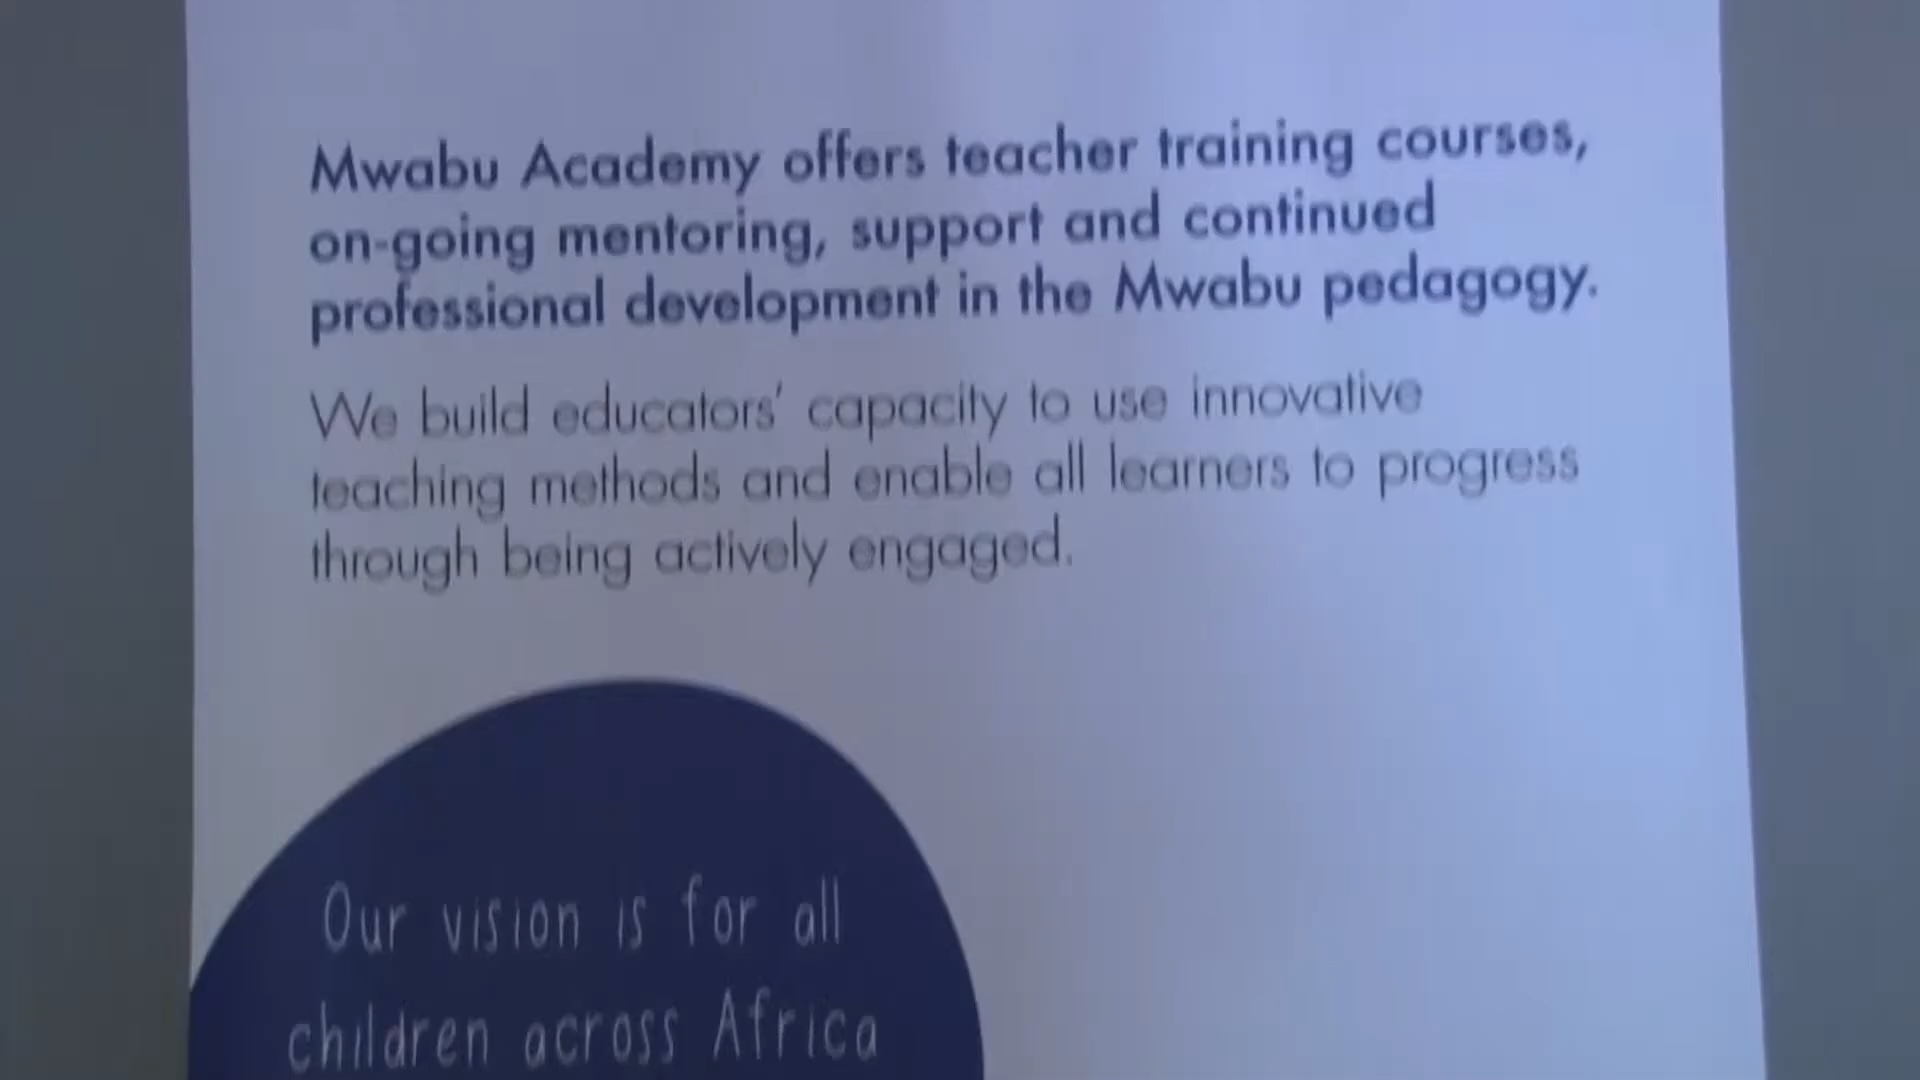 Mwabu Academy offers teacher training courses,
on-going mentoring, support and continued
professional development in the Mwabu pedagogy.
We build educators' capacity to use innovative
teaching methods and enable all learners to progress
through being actively engaged.
Our vision is for all
children across Africa